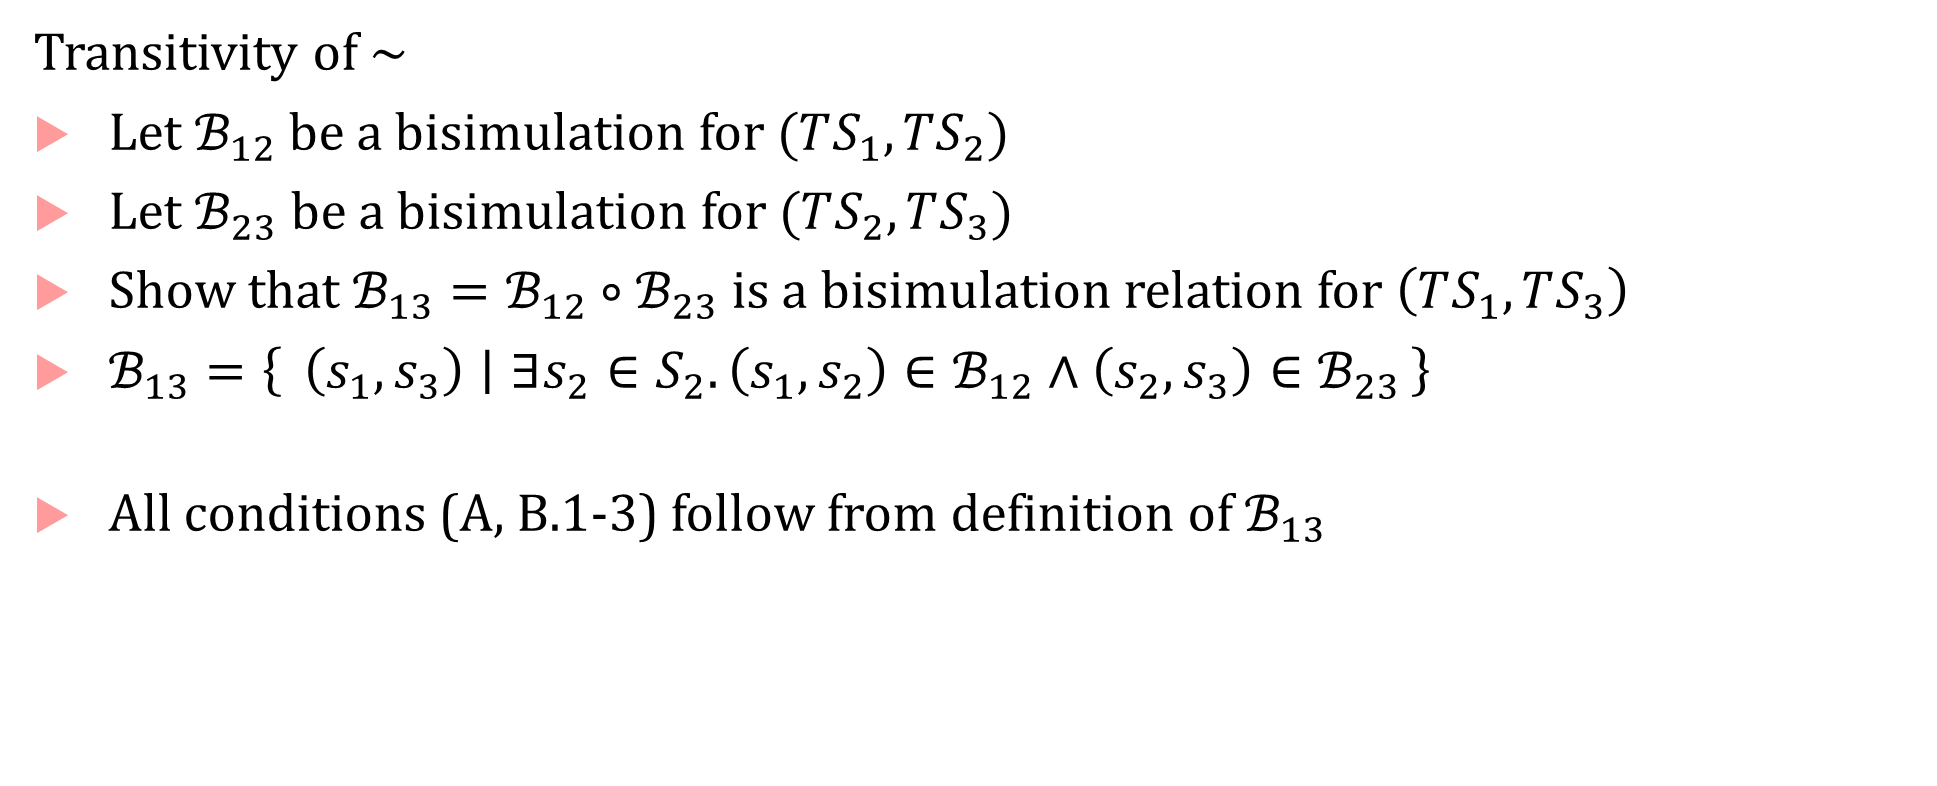 Transitivity of ~
Let ℬ₁₂ be a bisimulation for (TS₁, TS₂)
Let ℬ₂₃ be a bisimulation for (TS₂, TS₃)
Show that ℬ₁₃ = ℬ₁₂ ∘ ℬ₂₃ is a bisimulation relation for (TS₁, TS₃)
ℬ₁₃ = { (s₁, s₃) | ∃s₂ ∈ S₂. (s₁, s₂) ∈ ℬ₁₂ ∧ (s₂, s₃) ∈ ℬ₂₃ }
All conditions (A, B.1-3) follow from definition of ℬ₁₃